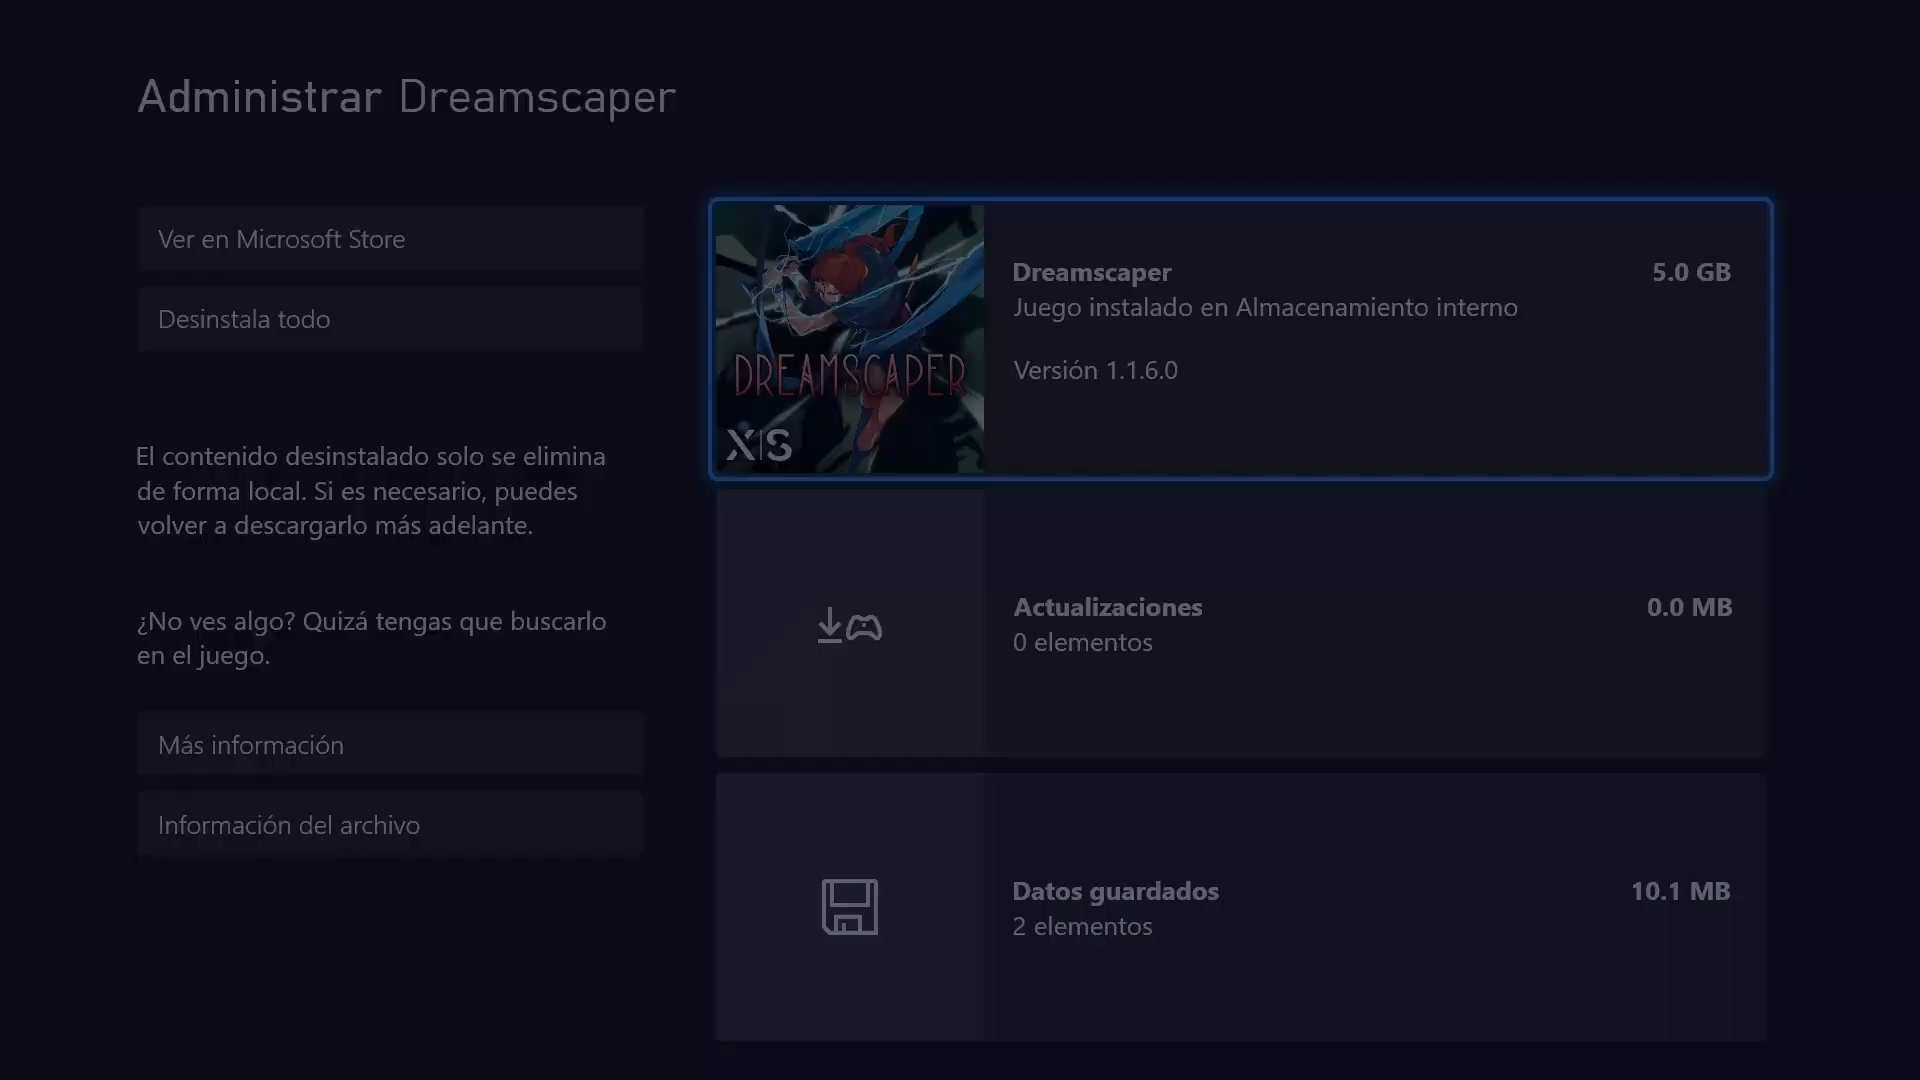 Administrar Dreamscaper
Ver en Microsoft Store
Desinstala todo
El contenido desinstalado solo se elimina
de forma local. Si es necesario, puedes
volver a descargarlo más adelante.
¿No ves algo? Quizá tengas que buscarlo
en el juego.
Más información
Información del archivo
DREAMSCAPER
X|S
Dreamscaper
5.0 GB
Juego instalado en Almacenamiento interno
Versión 1.1.6.0
Actualizaciones
0.0 MB
0 elementos
Datos guardados
10.1 MB
2 elementos